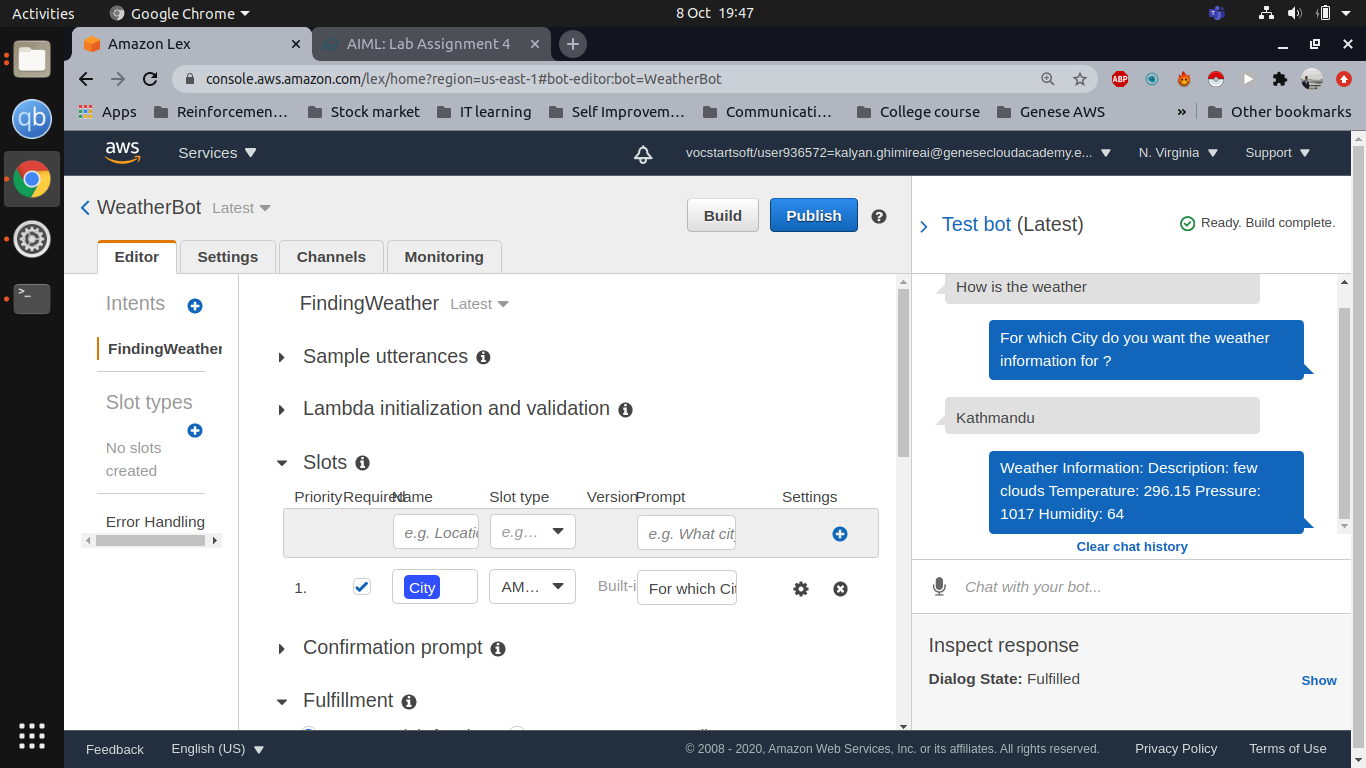 Activities
Google Chrome
8 Oct 19:47
Amazon Lex
AIML: Lab Assignment 4
console.aws.amazon.com/lex/home?region=us-east-1#bot-editor:bot=WeatherBot
ABP
Apps
Reinforcemen…
Stock market
IT learning
Self Improvem…
Communicati…
College course
Genese AWS
»
Other bookmarks
aws
Services
vocstartsoft/user936572=kalyan.ghimireai@genesecloudacademy.e...
N. Virginia
Support
qb
WeatherBot
Latest
Build
Publish
?
Editor
Settings
Channels
Monitoring
Intents
FindingWeather
Slot types
No slots
created
Error Handling
FindingWeather
Latest
Sample utterances
Lambda initialization and validation
Slots
Priority
Required
Name
Slot type
Version
Prompt
Settings
e.g. Locatio
e.g…
e.g. What city
1.
City
AM…
Built-i
For which Cit
Confirmation prompt
Fulfillment
Test bot (Latest)
Ready. Build complete.
How is the weather
For which City do you want the weather
information for ?
Kathmandu
Weather Information: Description: few
clouds Temperature: 296.15 Pressure:
1017 Humidity: 64
Clear chat history
Chat with your bot...
Inspect response
Dialog State: Fulfilled
Show
Feedback
English (US)
© 2008 - 2020, Amazon Web Services, Inc. or its affiliates. All rights reserved.
Privacy Policy
Terms of Use